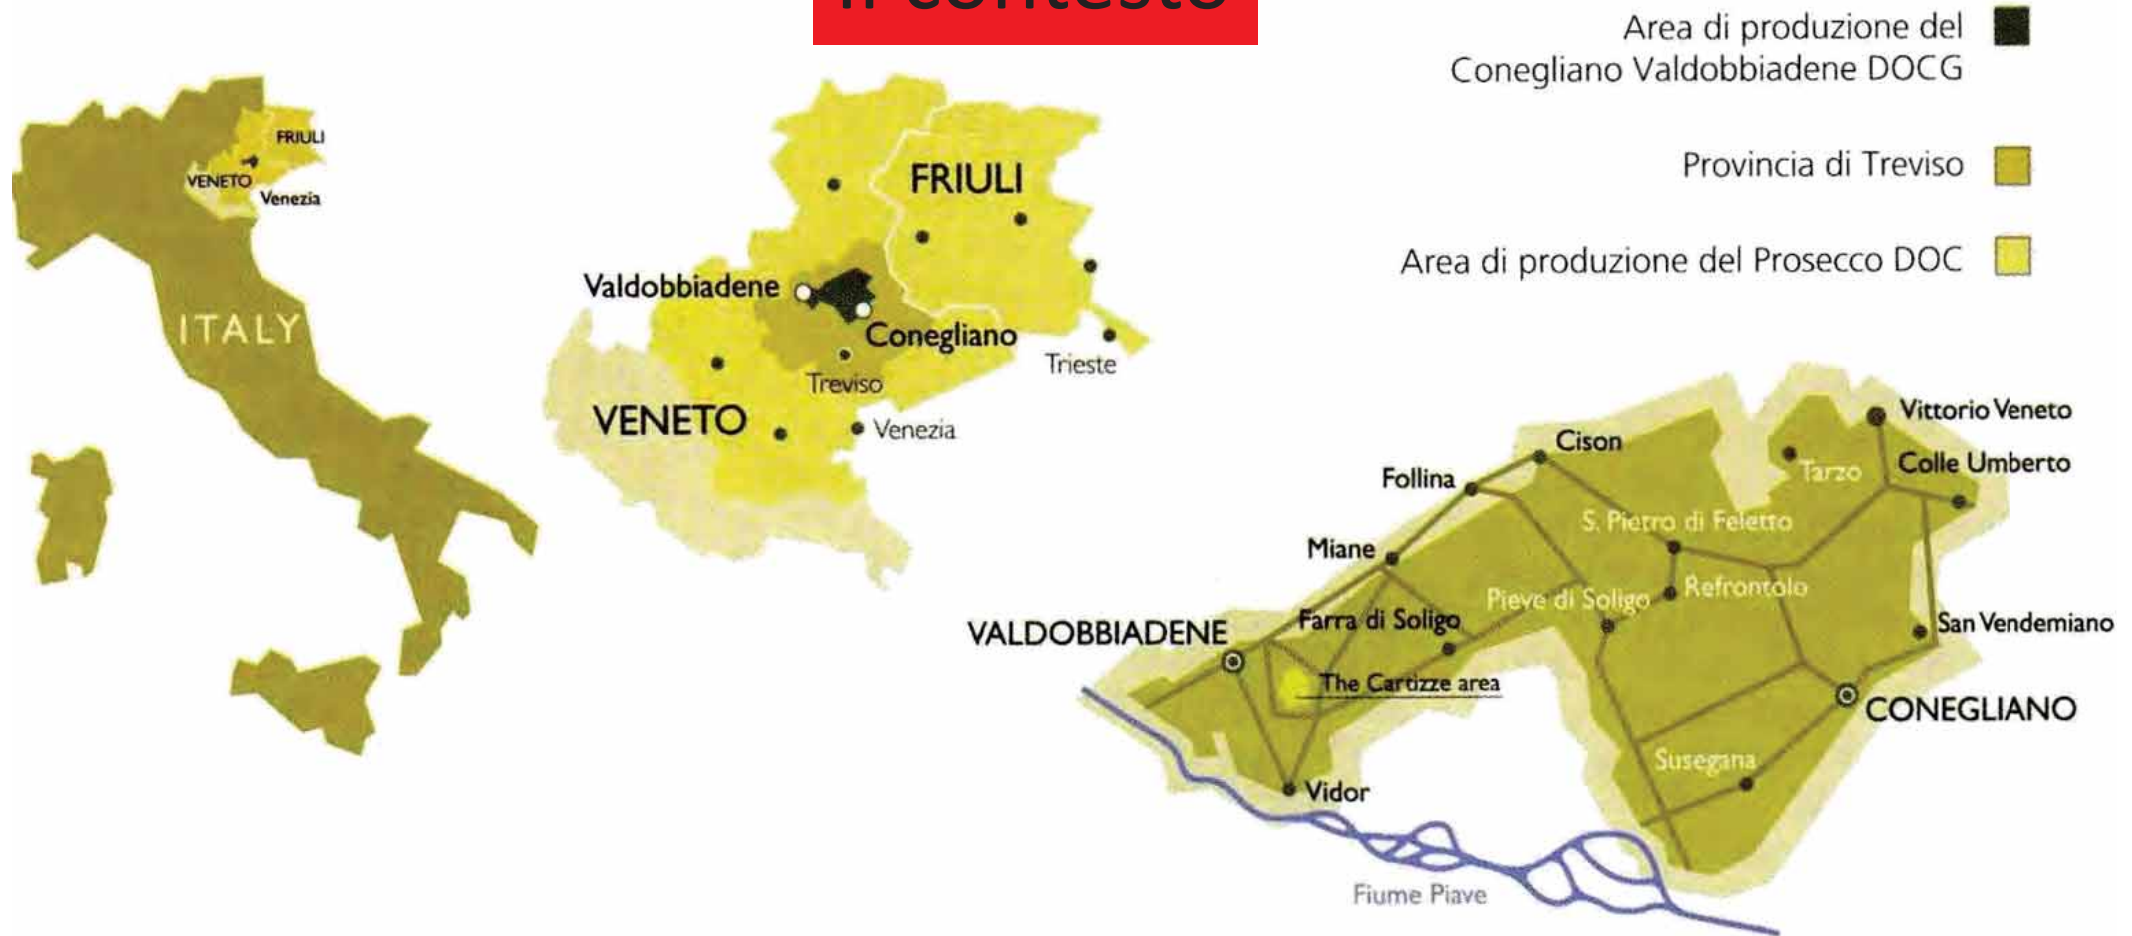 Il contesto
Area di produzione del
Conegliano Valdobbiadene DOCG
Provincia di Treviso
Area di produzione del Prosecco DOC
FRIULI
VENETO
Venezia
ITALY
FRIULI
Valdobbiadene
Conegliano
Trieste
Treviso
VENETO
Venezia
Vittorio Veneto
Cison
Tarzo
Colle Umberto
Follina
S. Pietro di Feletto
Miane
Refrontolo
Pieve di Soligo
Farra di Soligo
San Vendemiano
VALDOBBIADENE
The Cartizze area
CONEGLIANO
Susegana
Vidor
Fiume Piave